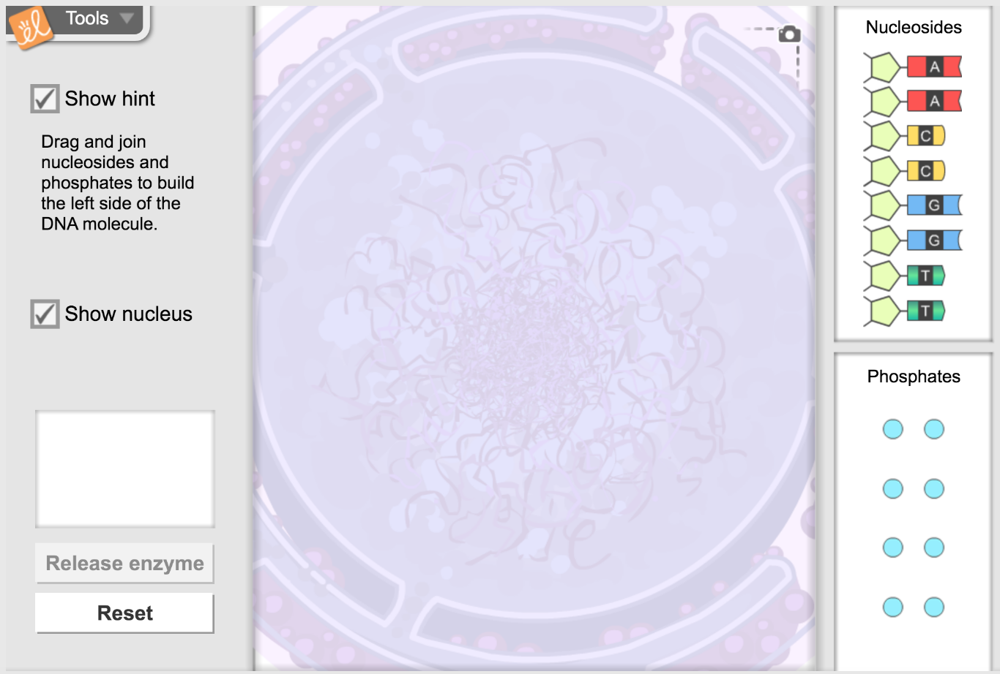 Tools
Show hint
Drag and join
nucleosides and
phosphates to build
the left side of the
DNA molecule.
Show nucleus
Release enzyme
Reset
Nucleosides
A
A
C
C
G
G
T
T
Phosphates